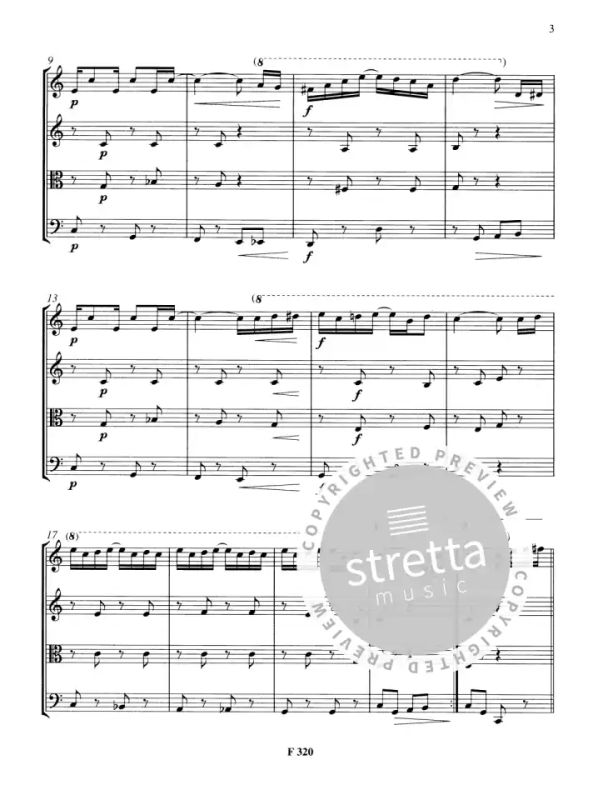 3
9
(8
)
p
f
p
p
p
f
13
(8
p
f
p
f
p
f
p
f
17
(8)
COPYRIGHTED PREVIEW
stretta
music
COPYRIGHTED PREVIEW
F 320